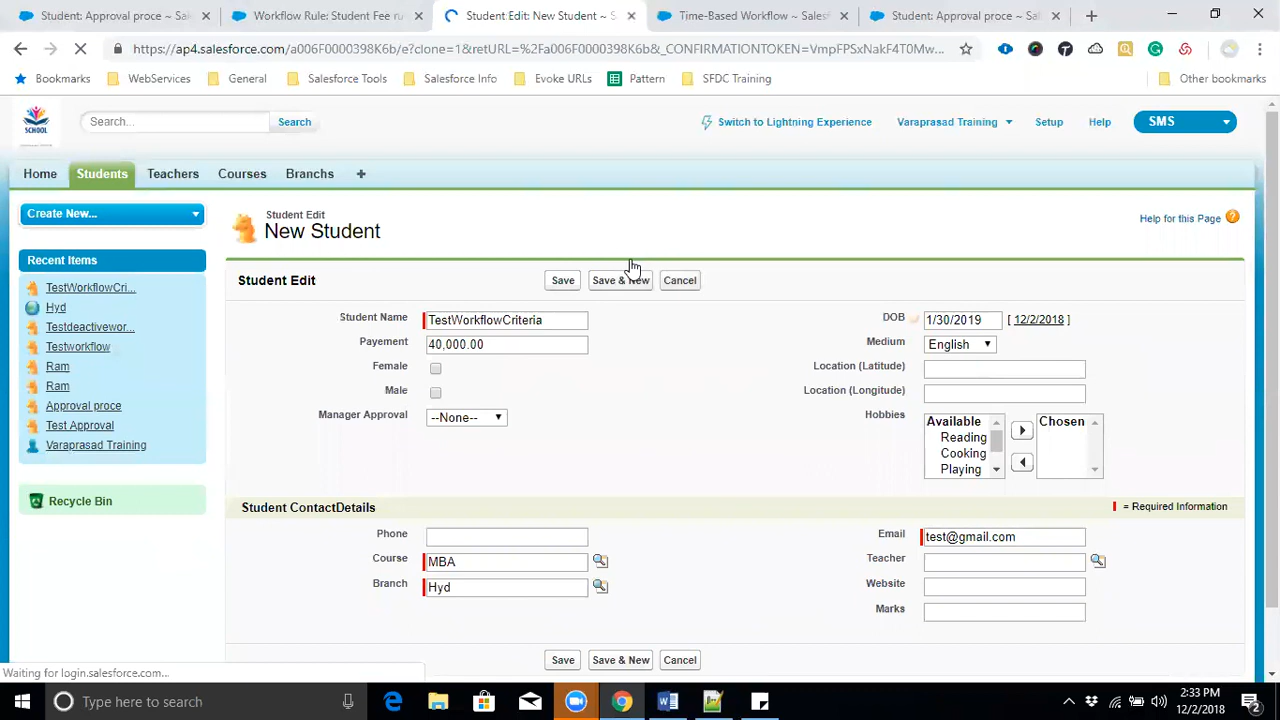 Student: Approval proce ~ Sal
Workflow Rule: Student Fee ru
Student Edit: New Student ~ S
Time-Based Workflow ~ Salesf
Student: Approval proce ~ Sal
https://ap4.salesforce.com/a006F0000398K6b/e?clone=1&retURL=%2Fa006F0000398K6b&_CONFIRMATIONTOKEN=VmpFPSxNakF4T0Mw...
Bookmarks WebServices General Salesforce Tools Salesforce Info Evoke URLs Pattern SFDC Training Other bookmarks
SCHOOL
Search... Search
Switch to Lightning Experience Varaprasad Training Setup Help SMS
Home Students Teachers Courses Branchs
Create New...
Student Edit
New Student
Help for this Page
Recent Items
TestWorkflowCri...
Hyd
Testdeactivewor...
Testworkflow
Ram
Ram
Approval proce
Test Approval
Varaprasad Training
Recycle Bin
Student Edit Save Save & New Cancel
Student Name TestWorkflowCriteria DOB 1/30/2019 [ 12/2/2018 ]
Payement 40,000.00 Medium English
Female Location (Latitude)
Male Location (Longitude)
Manager Approval --None-- Hobbies Available Chosen
Reading
Cooking
Playing
Student ContactDetails = Required Information
Phone Email test@gmail.com
Course MBA Teacher
Branch Hyd Website
Marks
Save Save & New Cancel
Waiting for login.salesforce.com...
Type here to search
2:33 PM
12/2/2018
2